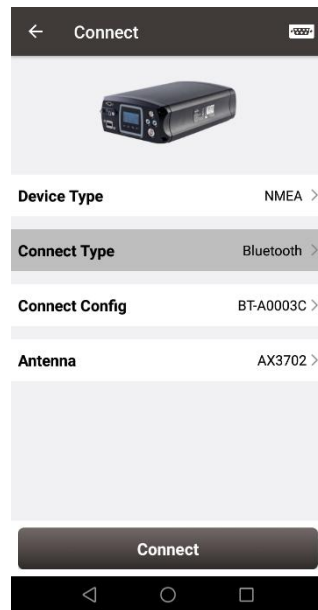 Connect
Device Type NMEA
Connect Type Bluetooth
Connect Config BT-A0003C
Antenna AX3702
Connect